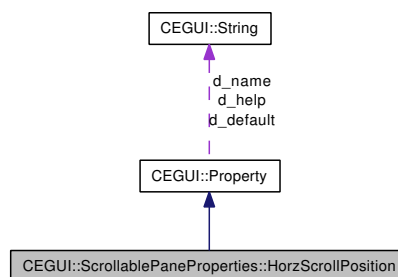 CEGUI::String
d_name
d_help
d_default
CEGUI::Property
CEGUI::ScrollablePaneProperties::HorzScrollPosition